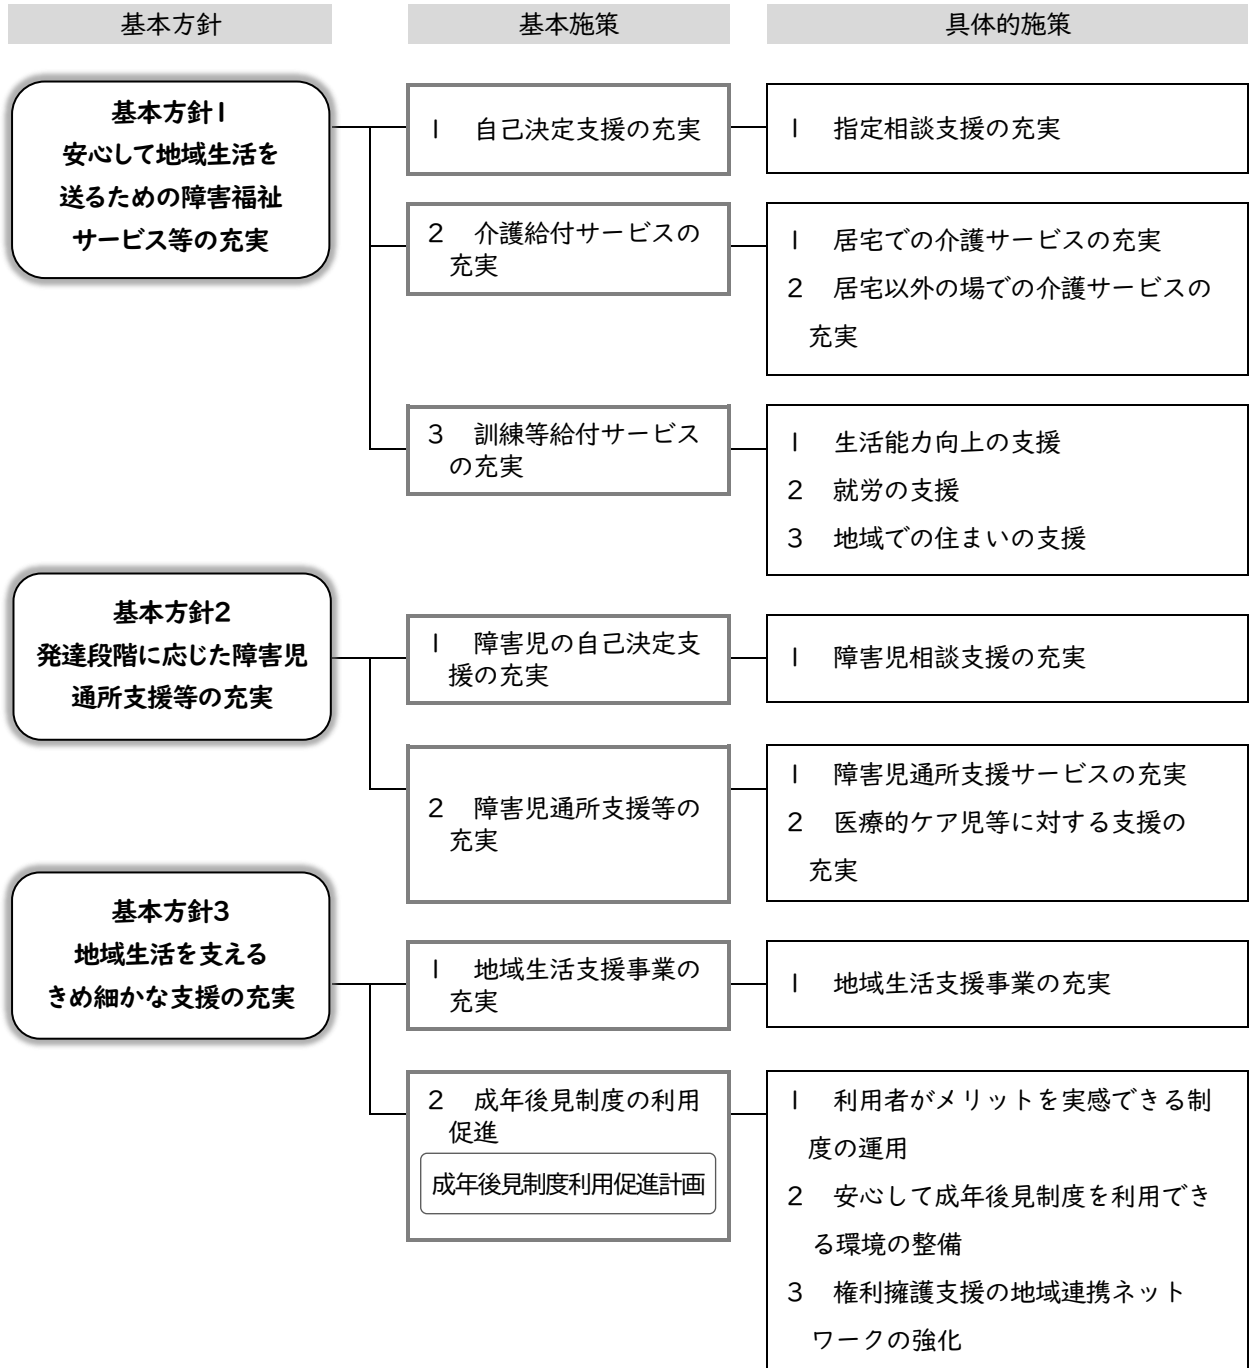 基本方針
基本施策
具体的施策
基本方針1
安心して地域生活を
送るための障害福祉
サービス等の充実
1 自己決定支援の充実
1 指定相談支援の充実
2 介護給付サービスの
充実
1 居宅での介護サービスの充実
2 居宅以外の場での介護サービスの
充実
3 訓練等給付サービス
の充実
1 生活能力向上の支援
2 就労の支援
3 地域での住まいの支援
基本方針2
発達段階に応じた障害児
通所支援等の充実
1 障害児の自己決定支
援の充実
1 障害児相談支援の充実
2 障害児通所支援等の
充実
1 障害児通所支援サービスの充実
2 医療的ケア児等に対する支援の
充実
基本方針3
地域生活を支える
きめ細かな支援の充実
1 地域生活支援事業の
充実
1 地域生活支援事業の充実
2 成年後見制度の利用
促進
成年後見制度利用促進計画
1 利用者がメリットを実感できる制
度の運用
2 安心して成年後見制度を利用でき
る環境の整備
3 権利擁護支援の地域連携ネット
ワークの強化